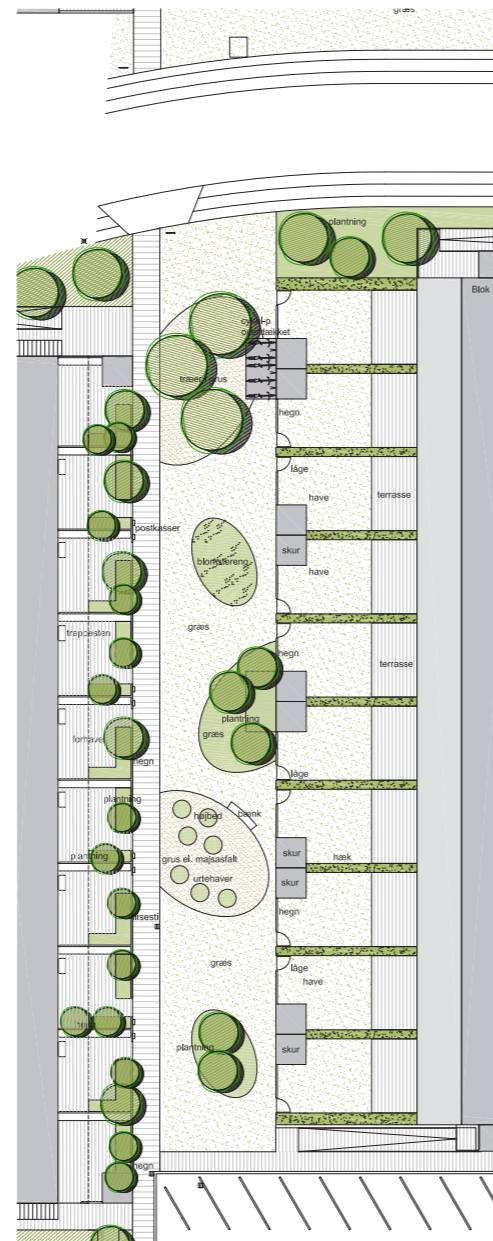 græs
plantning
Blok
cykel-p
overdækket
træer i grus
hegn
låge
have
terrasse
postkasser
skur
blomstereng
have
græs
trappesten
hegn
terrasse
plantning
forhave
græs
hegn
låge
plantning
højbed
bænk
skur
plantning
grus el. majsasfalt
hæk
urtehaver
skur
hegn
flisesti
græs
låge
have
plantning
skur
hegn